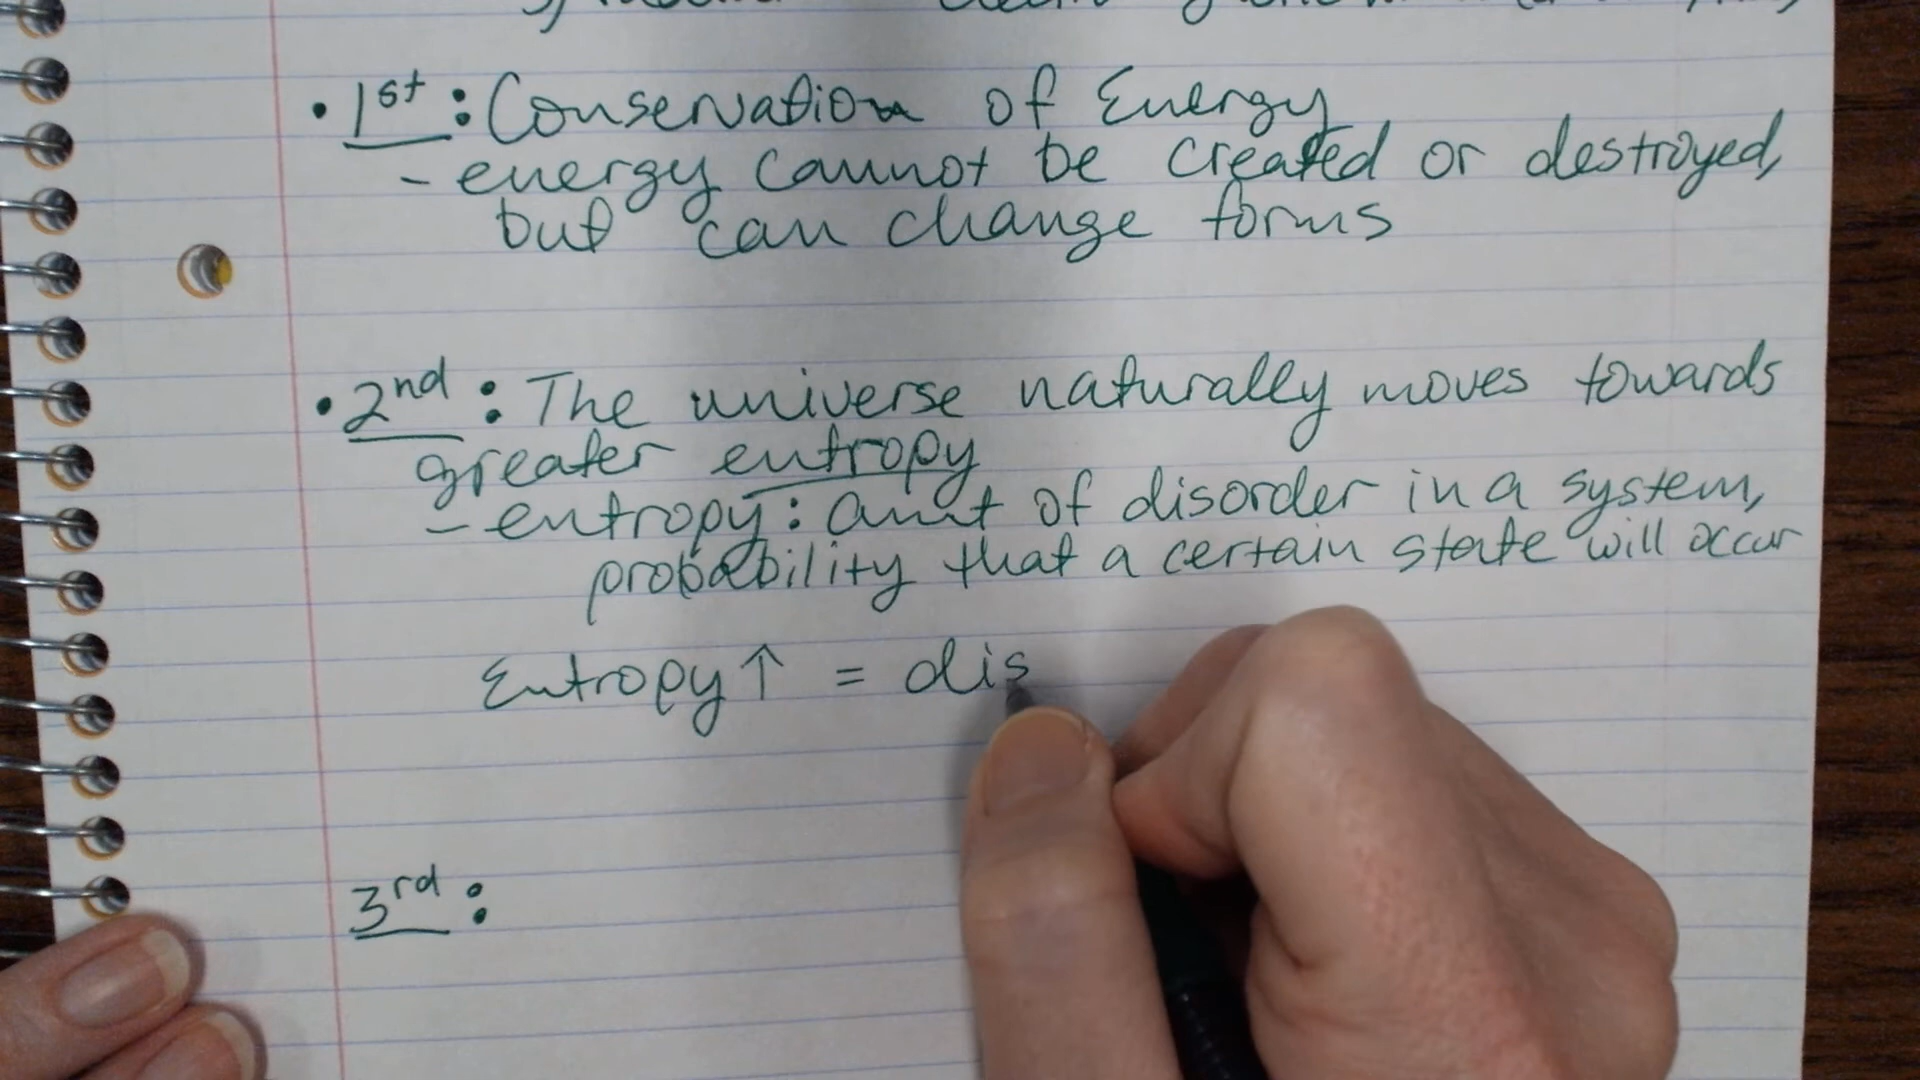 • 1st : Conservation of Energy
- energy cannot be created or destroyed,
but can change forms
• 2nd : The universe naturally moves towards
greater entropy
- entropy: amt of disorder in a system,
probability that a certain state will occur
Entropy ↑ = dis
3rd :